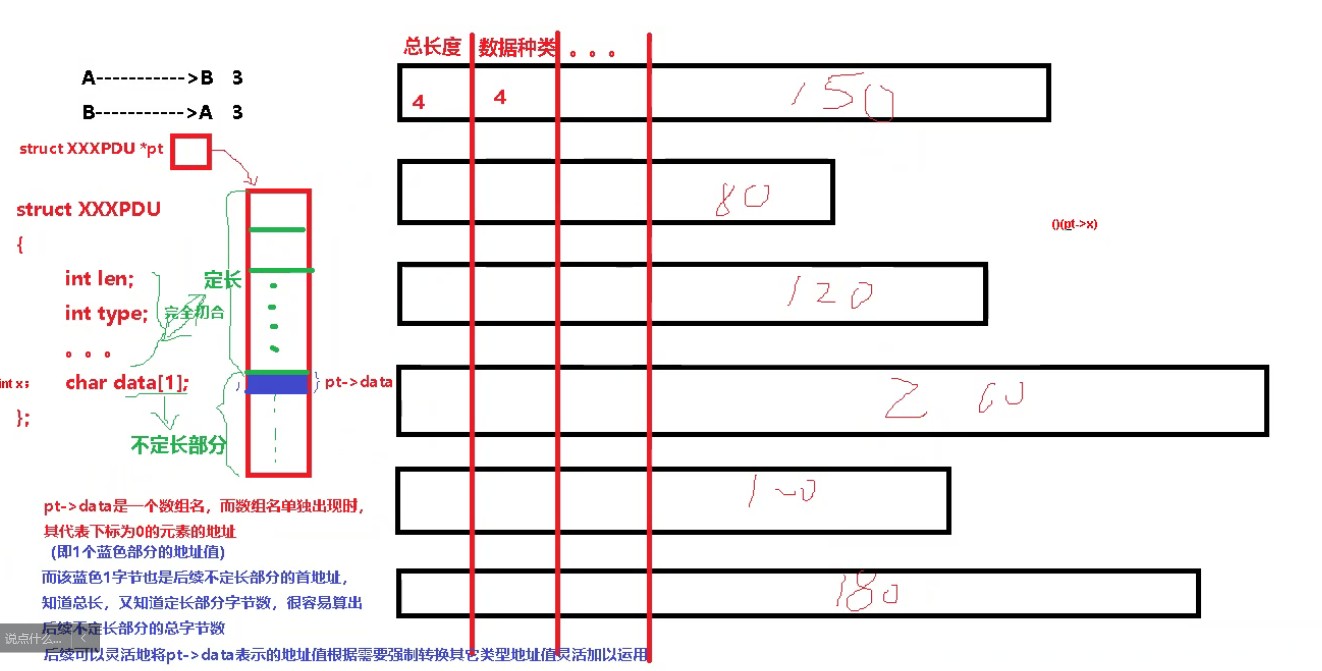 总长度 数据种类 。。。
A----------->B 3
B----------->A 3
4 4 150
struct XXXPDU *pt
80
struct XXXPDU
()(pt->x)
{
int len; 定长
int type; 完全切合
120
。。。
int x; char data[1]; pt->data
200
};
不定长部分
180
pt->data是一个数组名，而数组名单独出现时，
其代表下标为0的元素的地址
(即1个蓝色部分的地址值)
而该蓝色1字节也是后续不定长部分的首地址，
知道总长，又知道定长部分字节数，很容易算出
后续不定长部分的总字节数
说点什么...
后续可以灵活地将pt->data表示的地址值根据需要强制转换其它类型地址值灵活加以运用